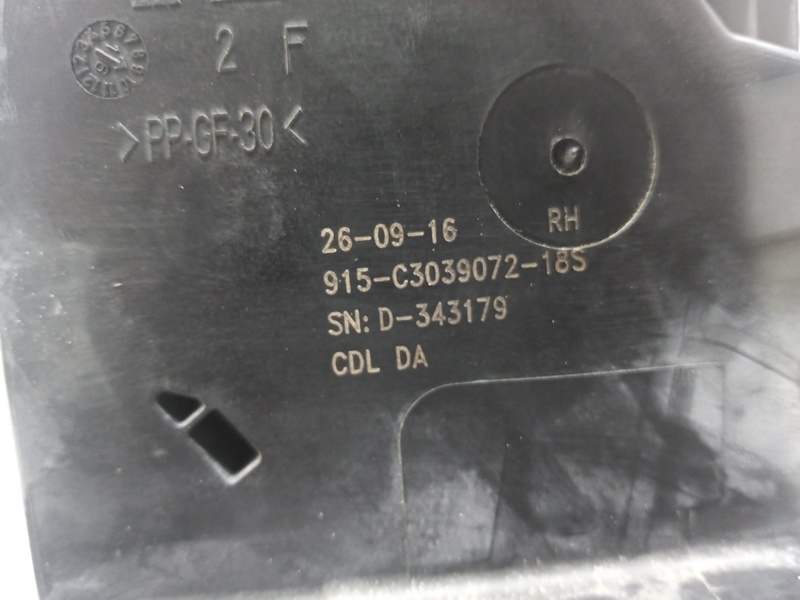 2 F
>PP-GF-30<
RH
26-09-16
915-C3039072-18S
SN: D-343179
CDL DA